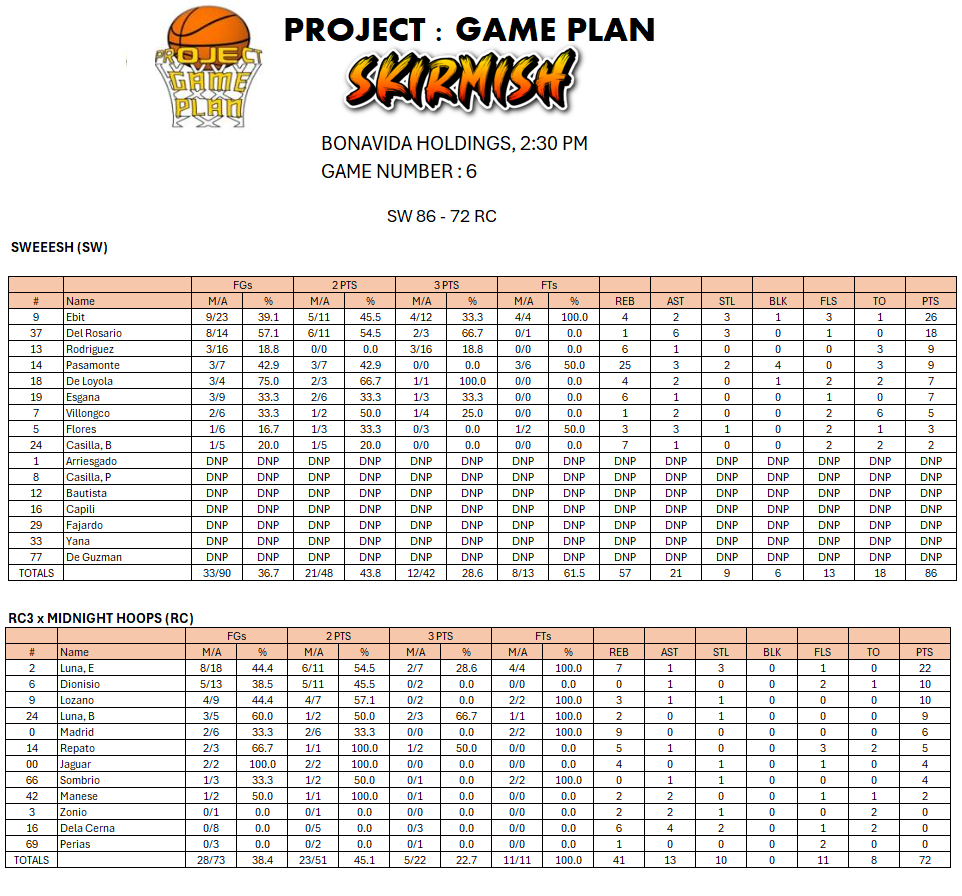 PROJECT
GAME
PLAN
PROJECT : GAME PLAN
SKIRMISH
BONAVIDA HOLDINGS, 2:30 PM
GAME NUMBER : 6
SW 86 - 72 RC
SWEEESH (SW)
FGs 2 PTS 3 PTS FTs
# Name M/A % M/A % M/A % M/A % REB AST STL BLK FLS TO PTS
9 Ebit 9/23 39.1 5/11 45.5 4/12 33.3 4/4 100.0 4 2 3 1 3 1 26
37 Del Rosario 8/14 57.1 6/11 54.5 2/3 66.7 0/1 0.0 1 6 3 0 1 0 18
13 Rodriguez 3/16 18.8 0/0 0.0 3/16 18.8 0/0 0.0 6 1 0 0 0 3 9
14 Pasamonte 3/7 42.9 3/7 42.9 0/0 0.0 3/6 50.0 25 3 2 4 0 3 9
18 De Loyola 3/4 75.0 2/3 66.7 1/1 100.0 0/0 0.0 4 2 0 1 2 2 7
19 Esgana 3/9 33.3 2/6 33.3 1/3 33.3 0/0 0.0 6 1 0 0 1 0 7
7 Villongco 2/6 33.3 1/2 50.0 1/4 25.0 0/0 0.0 1 2 0 0 2 6 5
5 Flores 1/6 16.7 1/3 33.3 0/3 0.0 1/2 50.0 3 3 1 0 2 1 3
24 Casilla, B 1/5 20.0 1/5 20.0 0/0 0.0 0/0 0.0 7 1 0 0 2 2 2
1 Arriesgado DNP DNP DNP DNP DNP DNP DNP DNP DNP DNP DNP DNP DNP DNP DNP
8 Casilla, P DNP DNP DNP DNP DNP DNP DNP DNP DNP DNP DNP DNP DNP DNP DNP
12 Bautista DNP DNP DNP DNP DNP DNP DNP DNP DNP DNP DNP DNP DNP DNP DNP
16 Capili DNP DNP DNP DNP DNP DNP DNP DNP DNP DNP DNP DNP DNP DNP DNP
29 Fajardo DNP DNP DNP DNP DNP DNP DNP DNP DNP DNP DNP DNP DNP DNP DNP
33 Yana DNP DNP DNP DNP DNP DNP DNP DNP DNP DNP DNP DNP DNP DNP DNP
77 De Guzman DNP DNP DNP DNP DNP DNP DNP DNP DNP DNP DNP DNP DNP DNP DNP
TOTALS 33/90 36.7 21/48 43.8 12/42 28.6 8/13 61.5 57 21 9 6 13 18 86
RC3 x MIDNIGHT HOOPS (RC)
FGs 2 PTS 3 PTS FTs
# Name M/A % M/A % M/A % M/A % REB AST STL BLK FLS TO PTS
2 Luna, E 8/18 44.4 6/11 54.5 2/7 28.6 4/4 100.0 7 1 3 0 1 0 22
6 Dionisio 5/13 38.5 5/11 45.5 0/2 0.0 0/0 0.0 0 1 0 0 2 1 10
9 Lozano 4/9 44.4 4/7 57.1 0/2 0.0 2/2 100.0 3 1 1 0 0 0 10
24 Luna, B 3/5 60.0 1/2 50.0 2/3 66.7 1/1 100.0 2 0 1 0 0 0 9
0 Madrid 2/6 33.3 2/6 33.3 0/0 0.0 2/2 100.0 9 0 0 0 0 0 6
14 Repato 2/3 66.7 1/1 100.0 1/2 50.0 0/0 0.0 5 1 0 0 3 2 5
00 Jaguar 2/2 100.0 2/2 100.0 0/0 0.0 0/0 0.0 4 0 1 0 1 0 4
66 Sombrio 1/3 33.3 1/2 50.0 0/1 0.0 2/2 100.0 0 1 1 0 0 0 4
42 Manese 1/2 50.0 1/1 100.0 0/1 0.0 0/0 0.0 2 2 0 0 1 1 2
3 Zonio 0/1 0.0 0/0 0.0 0/1 0.0 0/0 0.0 2 2 1 0 0 2 0
16 Dela Cerna 0/8 0.0 0/5 0.0 0/3 0.0 0/0 0.0 6 4 2 0 1 2 0
69 Perias 0/3 0.0 0/2 0.0 0/1 0.0 0/0 0.0 1 0 0 0 2 0 0
TOTALS 28/73 38.4 23/51 45.1 5/22 22.7 11/11 100.0 41 13 10 0 11 8 72